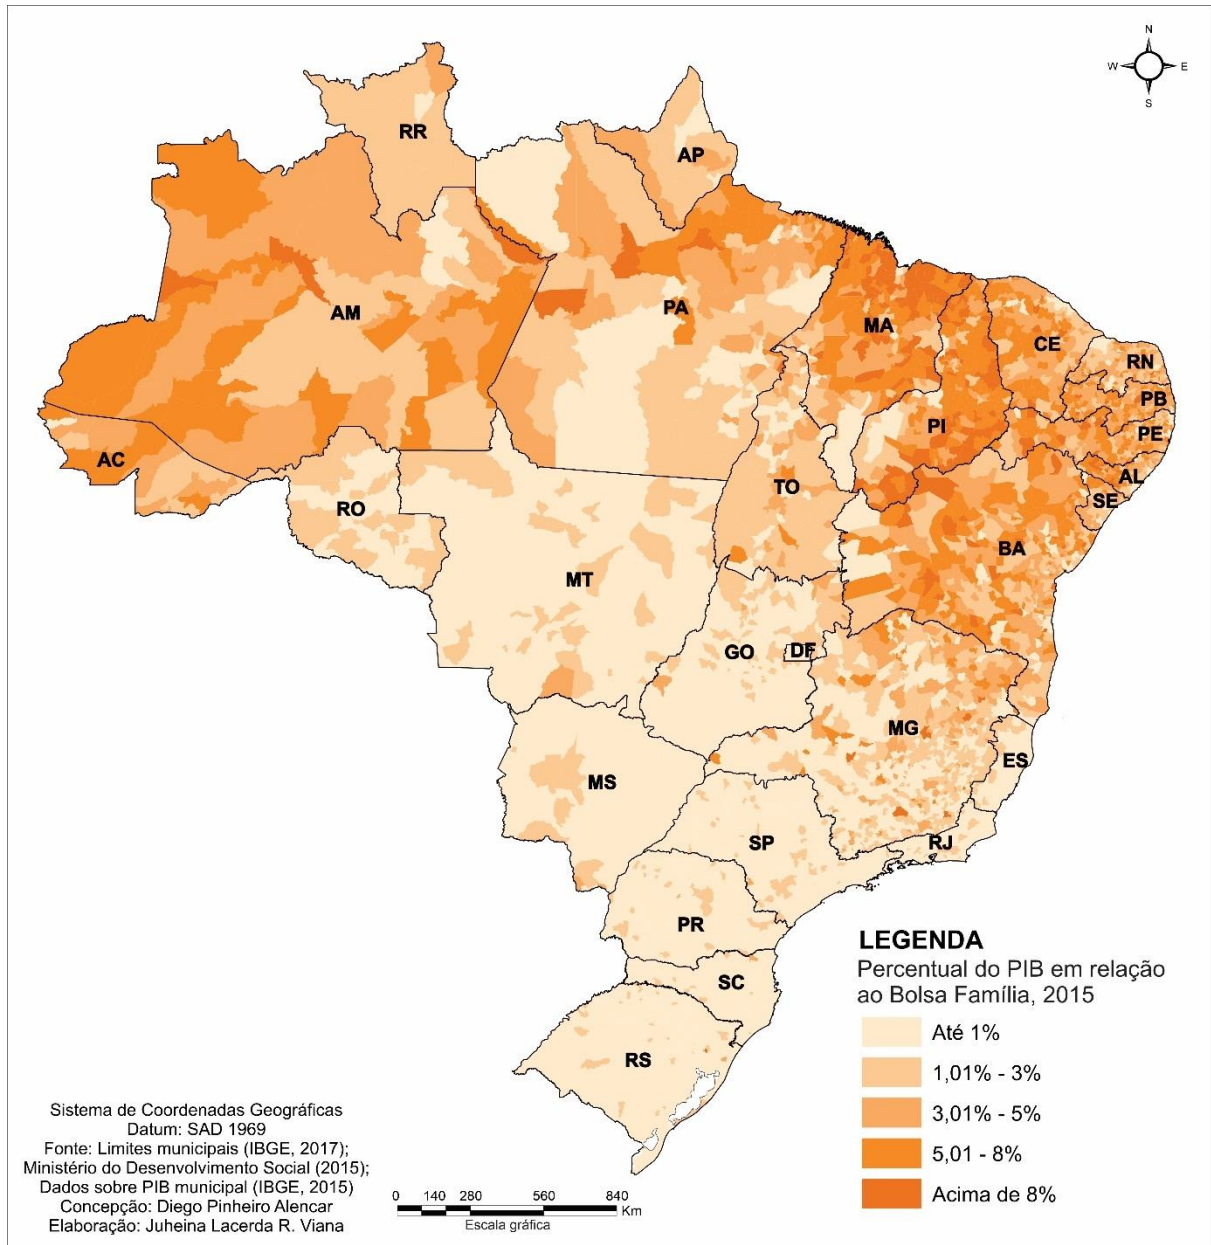 N
W E
S
RR
AP
AM
PA
MA
CE
RN
PB
PE
PI
AC
AL
TO
SE
RO
BA
MT
GO
DF
MG
ES
MS
SP
RJ
PR
SC
RS
LEGENDA
Percentual do PIB em relação
ao Bolsa Família, 2015
Até 1%
1,01% - 3%
3,01% - 5%
5,01 - 8%
Acima de 8%
Sistema de Coordenadas Geográficas
Datum: SAD 1969
Fonte: Limites municipais (IBGE, 2017);
Ministério do Desenvolvimento Social (2015);
Dados sobre PIB municipal (IBGE, 2015)
Concepção: Diego Pinheiro Alencar
Elaboração: Juheina Lacerda R. Viana
0 140 280 560 840
Km
Escala gráfica